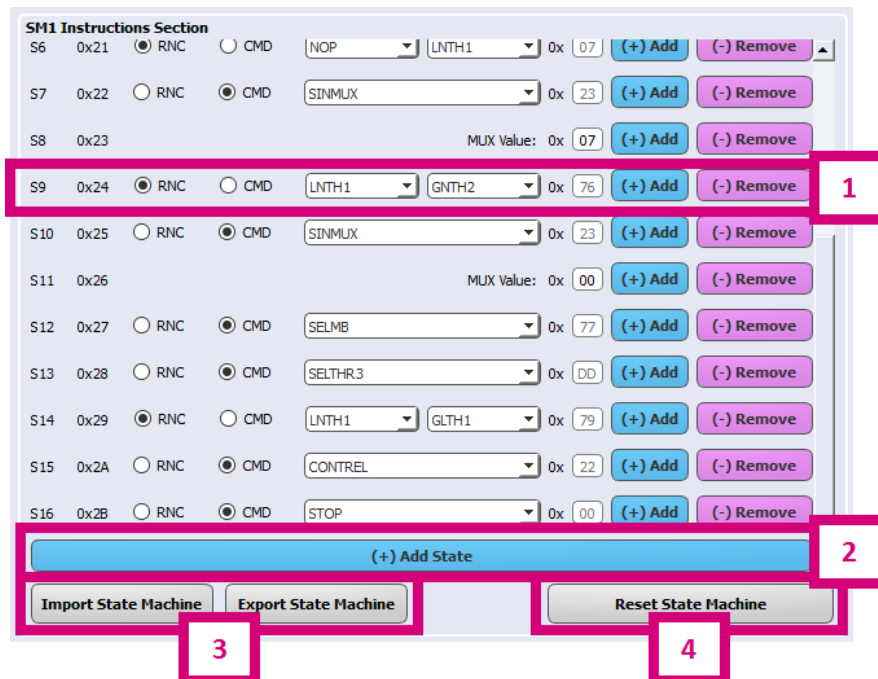 SM1 Instructions Section
S6 0x21 RNC CMD NOP LNTH1 0x 07 (+) Add (-) Remove
S7 0x22 RNC CMD SINMUX 0x 23 (+) Add (-) Remove
S8 0x23 MUX Value: 0x 07 (+) Add (-) Remove
S9 0x24 RNC CMD LNTH1 GNTH2 0x 76 (+) Add (-) Remove 1
S10 0x25 RNC CMD SINMUX 0x 23 (+) Add (-) Remove
S11 0x26 MUX Value: 0x 00 (+) Add (-) Remove
S12 0x27 RNC CMD SELMB 0x 77 (+) Add (-) Remove
S13 0x28 RNC CMD SELTHR3 0x DD (+) Add (-) Remove
S14 0x29 RNC CMD LNTH1 GLTH1 0x 79 (+) Add (-) Remove
S15 0x2A RNC CMD CONTREL 0x 22 (+) Add (-) Remove
S16 0x2B RNC CMD STOP 0x 00 (+) Add (-) Remove
(+) Add State 2
Import State Machine Export State Machine Reset State Machine
3 4